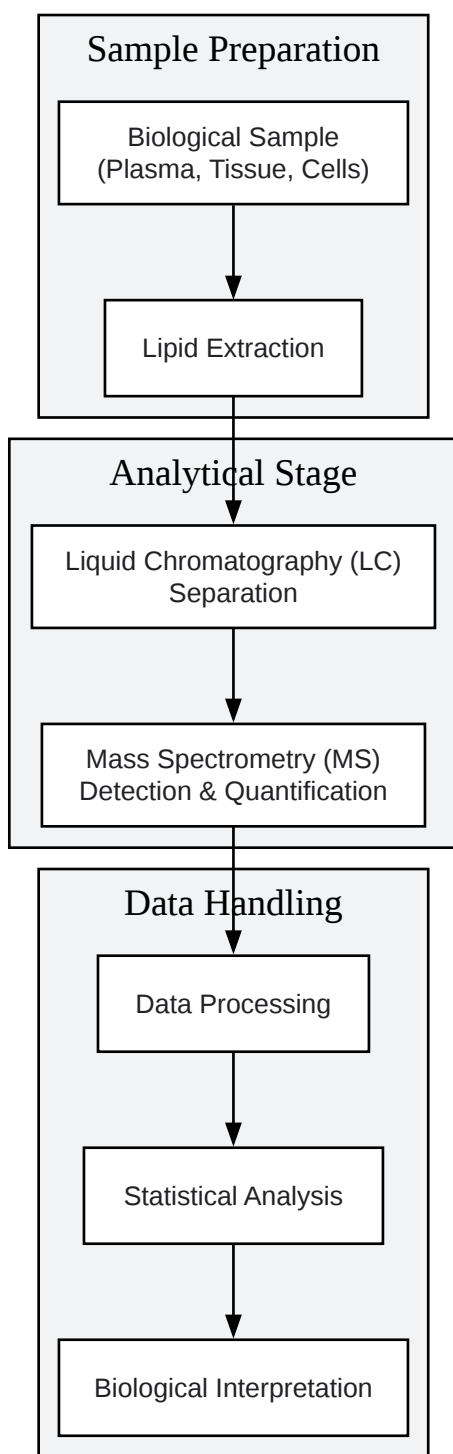 Sample Preparation
Biological Sample
(Plasma, Tissue, Cells)
Lipid Extraction
Analytical Stage
Liquid Chromatography (LC)
Separation
Mass Spectrometry (MS)
Detection & Quantification
Data Handling
Data Processing
Statistical Analysis
Biological Interpretation